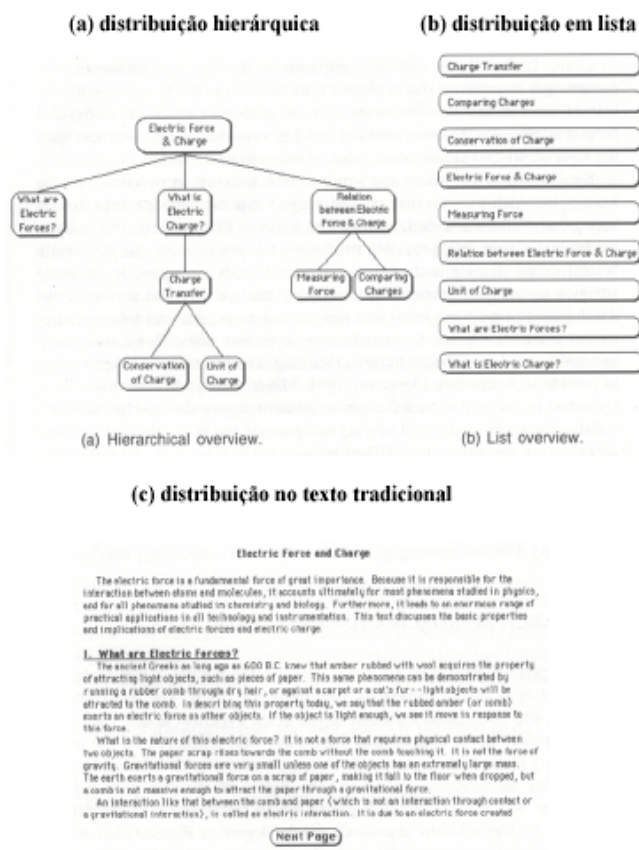 (a) distribuição hierárquica
(b) distribuição em lista
Electric Force
& Charge
What are
Electric
Forces?
What is
Electric
Charge?
Relation
between Electric
Force & Charge
Charge
Transfer
Measuring
Force
Comparing
Charges
Conservation
of Charge
Unit of
Charge
(a) Hierarchical overview.
Charge Transfer
Comparing Charges
Conservation of Charge
Electric Force & Charge
Measuring Force
Relation between Electric Force & Charge
Unit of Charge
What are Electric Forces?
What is Electric Charge?
(b) List overview.
(c) distribuição no texto tradicional
Electric Force and Charge
The electric force is a fundamental force of great importance. Because it is responsible for the
interaction between atoms and molecules, it accounts ultimately for most phenomena studied in physics,
and for all phenomena studied in chemistry and biology. Furthermore, it leads to an enormous range of
practical applications in all technology and instrumentation. This text discusses the basic properties
and implications of electric forces and electric charge.
1. What are Electric Forces?
The ancient Greeks as long ago as 600 B.C. knew that amber rubbed with wool acquires the property
of attracting light objects, such as pieces of paper. This same phenomena can be demonstrated by
running a rubber comb through dry hair, or against a carpet or a cat's fur--light objects will be
attracted to the comb. In describing this property today, we say that the rubbed amber (or comb)
exerts an electric force on other objects. If the object is light enough, we see it move in response to
this force.
What is the nature of this electric force? It is not a force that requires physical contact between
two objects. The paper scrap rises towards the comb without the comb touching it. It is not the force of
gravity. Gravitational forces are very small unless one of the objects has an extremely large mass.
The earth exerts a gravitational force on a scrap of paper, making it fall to the floor when dropped, but
a comb is not massive enough to attract the paper through a gravitational force.
An interaction like that between the comb and paper (which is not an interaction through contact or
a gravitational interaction), is called an electric interaction. It is due to an electric force created
Next Page